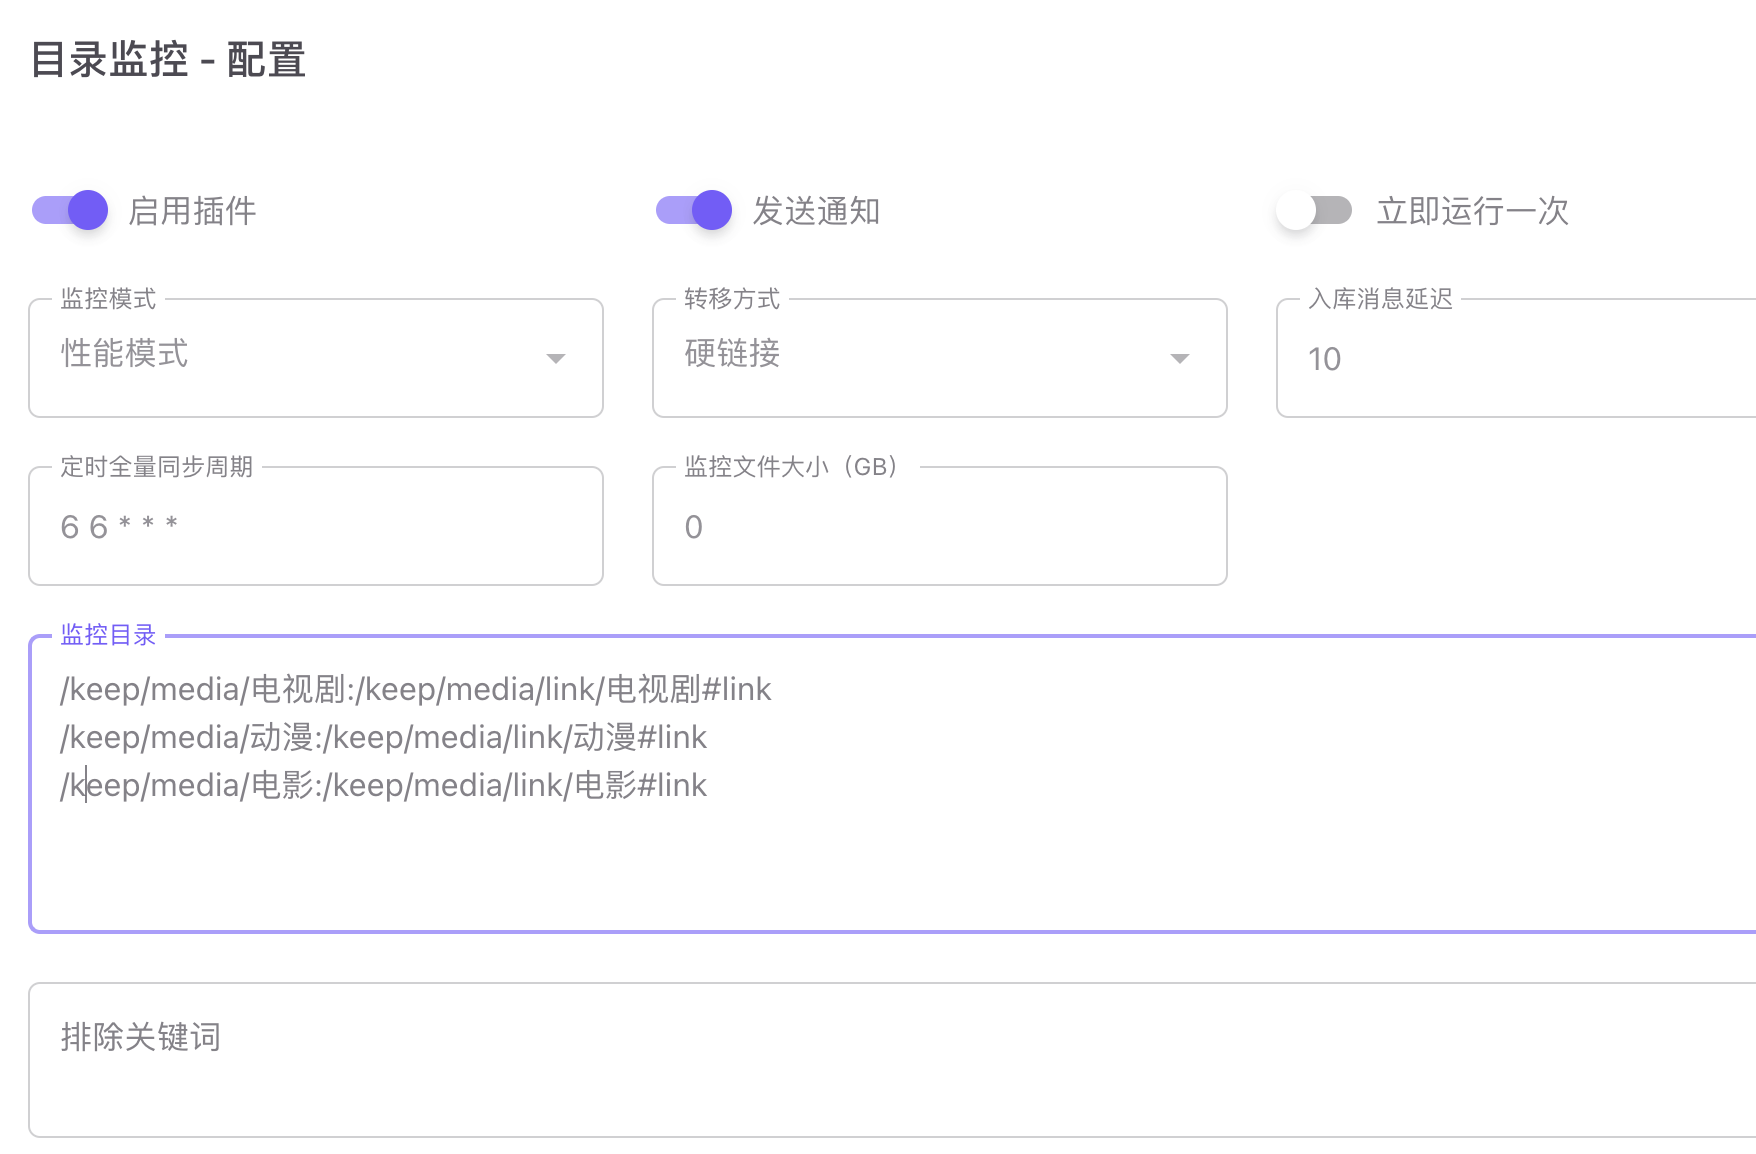 目录监控 - 配置
启用插件
发送通知
立即运行一次
监控模式
性能模式
转移方式
硬链接
入库消息延迟
10
定时全量同步周期
6 6 * * *
监控文件大小（GB）
0
监控目录
/keep/media/电视剧:/keep/media/link/电视剧#link
/keep/media/动漫:/keep/media/link/动漫#link
/keep/media/电影:/keep/media/link/电影#link
排除关键词